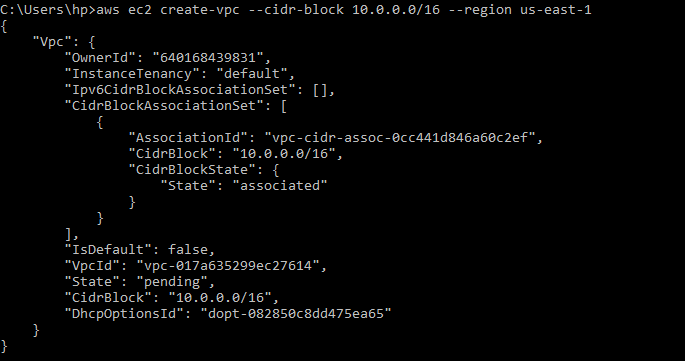 C:\Users\hp>aws ec2 create-vpc --cidr-block 10.0.0.0/16 --region us-east-1
{
    "Vpc": {
        "OwnerId": "640168439831",
        "InstanceTenancy": "default",
        "Ipv6CidrBlockAssociationSet": [],
        "CidrBlockAssociationSet": [
            {
                "AssociationId": "vpc-cidr-assoc-0cc441d846a60c2ef",
                "CidrBlock": "10.0.0.0/16",
                "CidrBlockState": {
                    "State": "associated"
                }
            }
        ],
        "IsDefault": false,
        "VpcId": "vpc-017a635299ec27614",
        "State": "pending",
        "CidrBlock": "10.0.0.0/16",
        "DhcpOptionsId": "dopt-082850c8dd475ea65"
    }
}